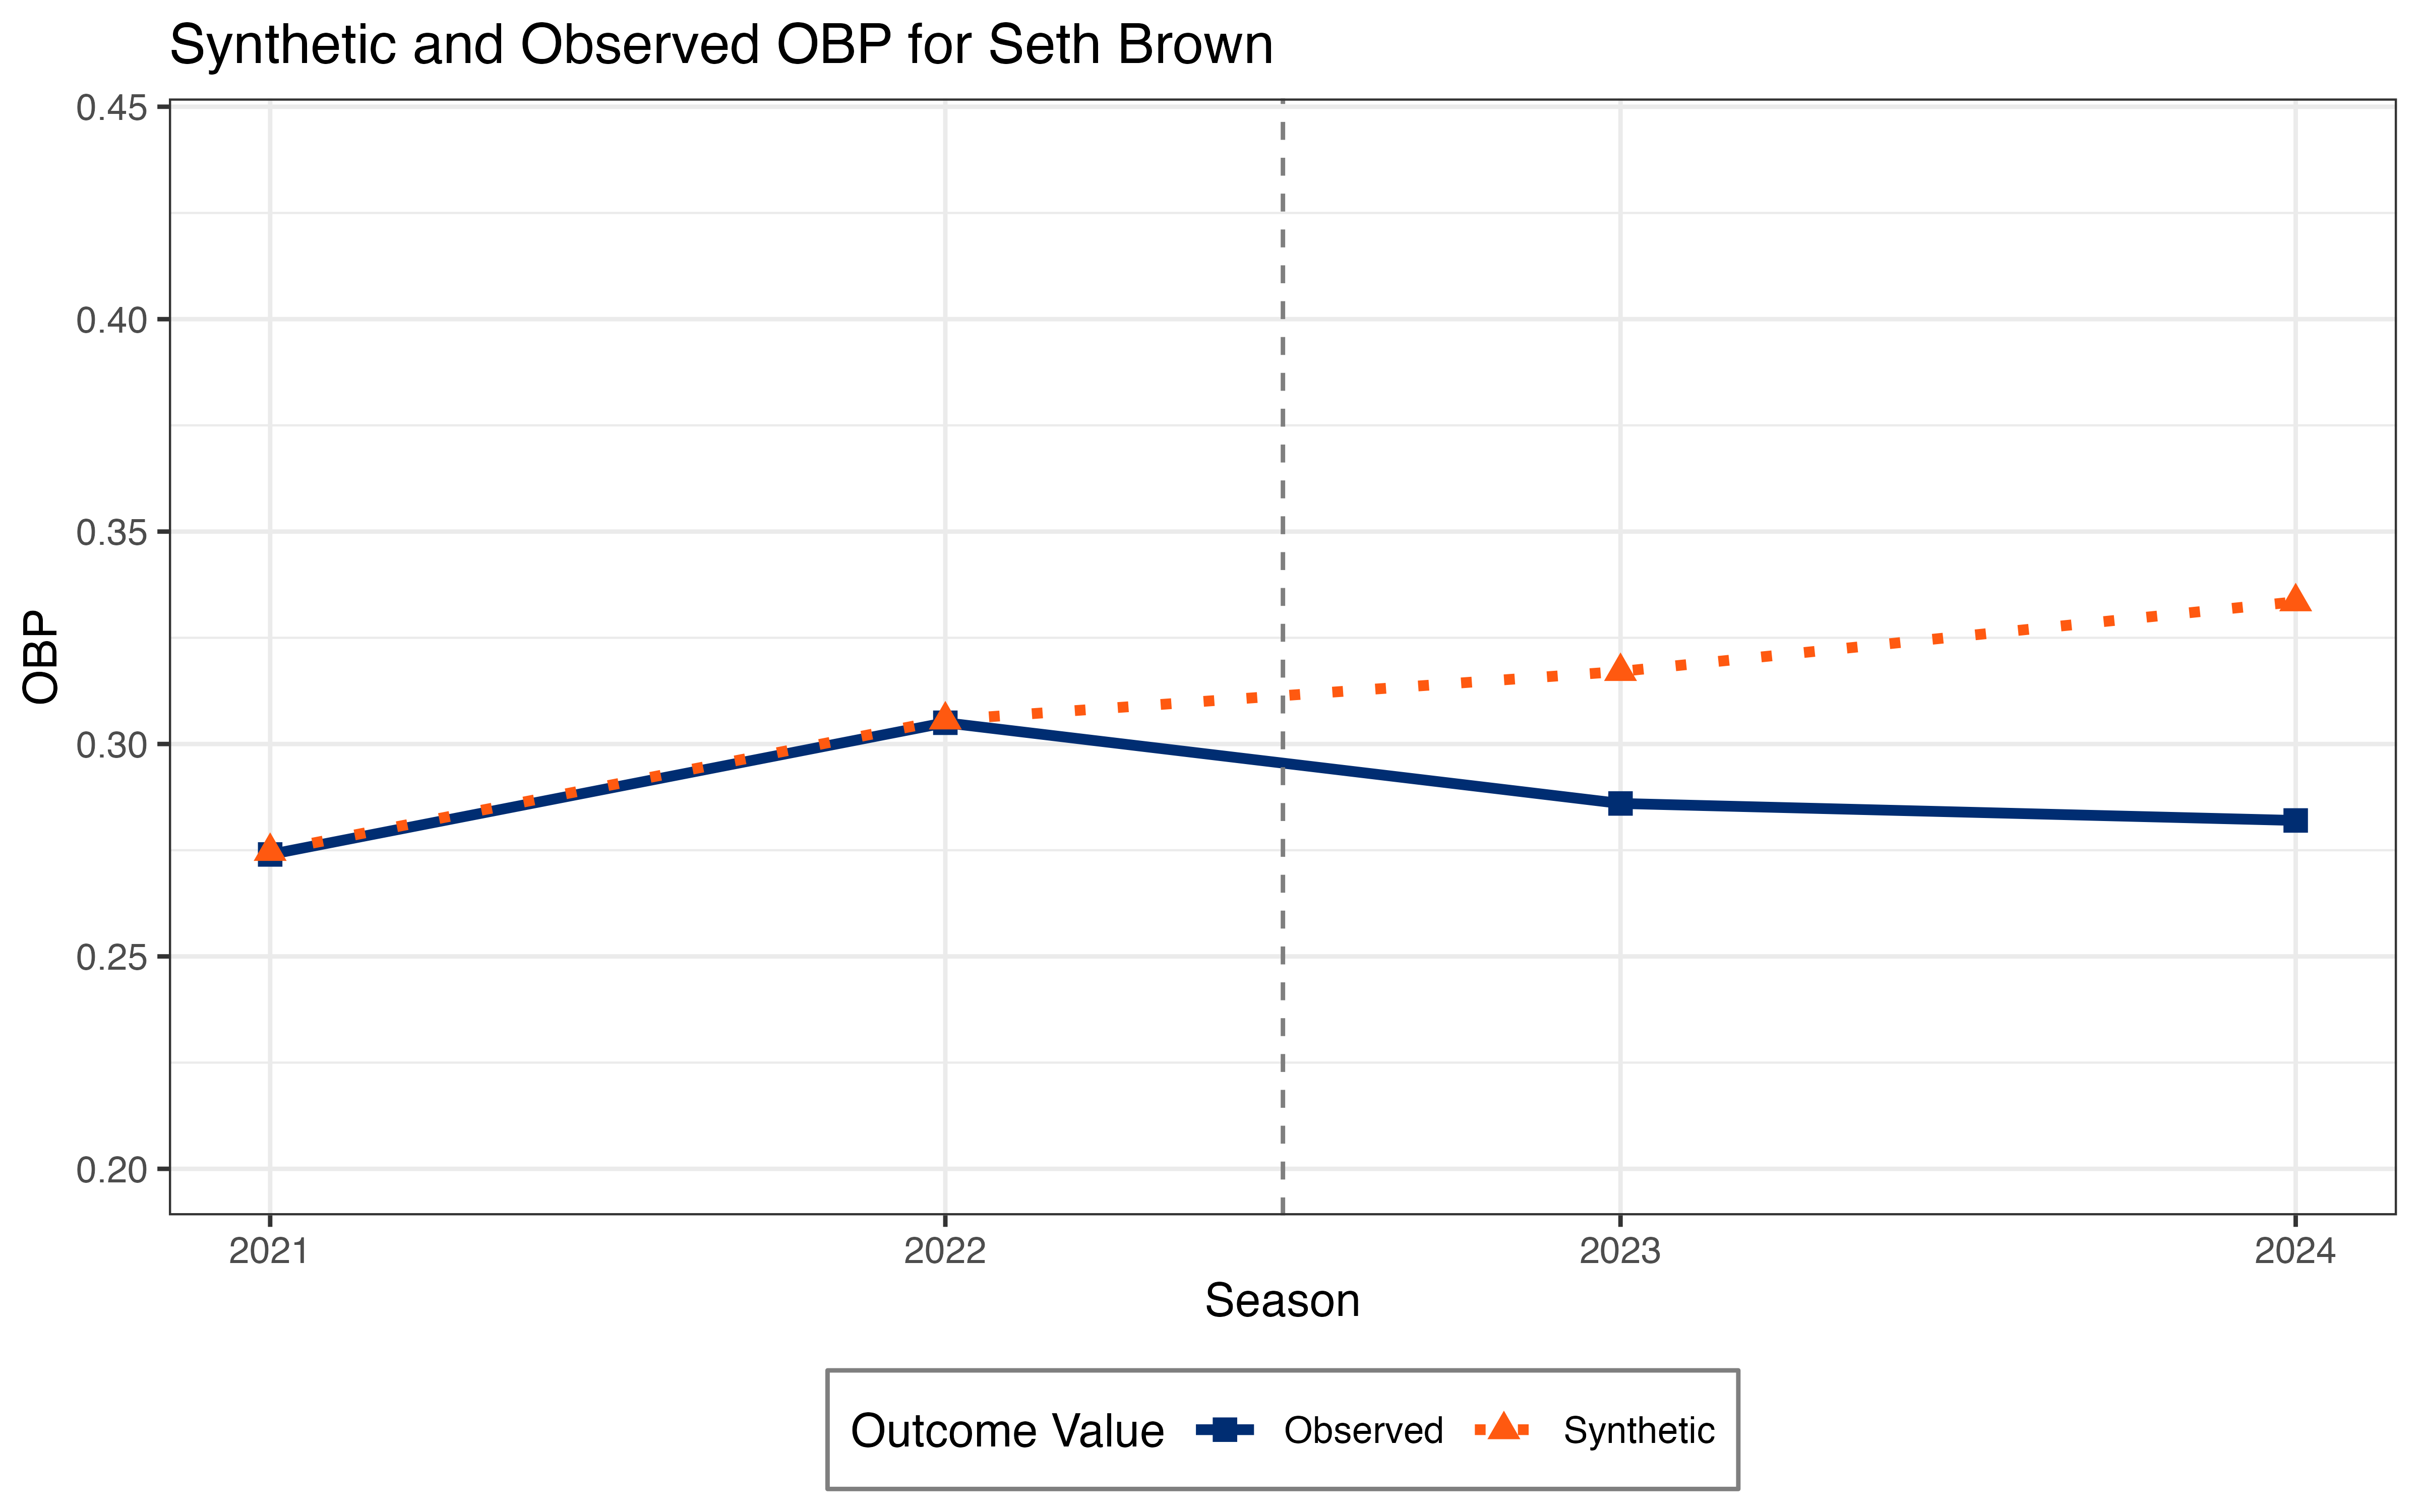 Synthetic and Observed OBP for Seth Brown
0.45
0.40
0.35
0.30
0.25
0.20
OBP
2021 2022 2023 2024
Season
Outcome Value Observed Synthetic